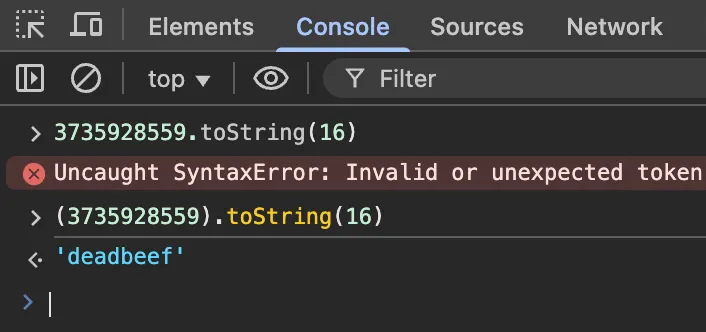 Elements Console Sources Network
top ▼ Filter
> 3735928559.toString(16)
Uncaught SyntaxError: Invalid or unexpected token
> (3735928559).toString(16)
'deadbeef'
>